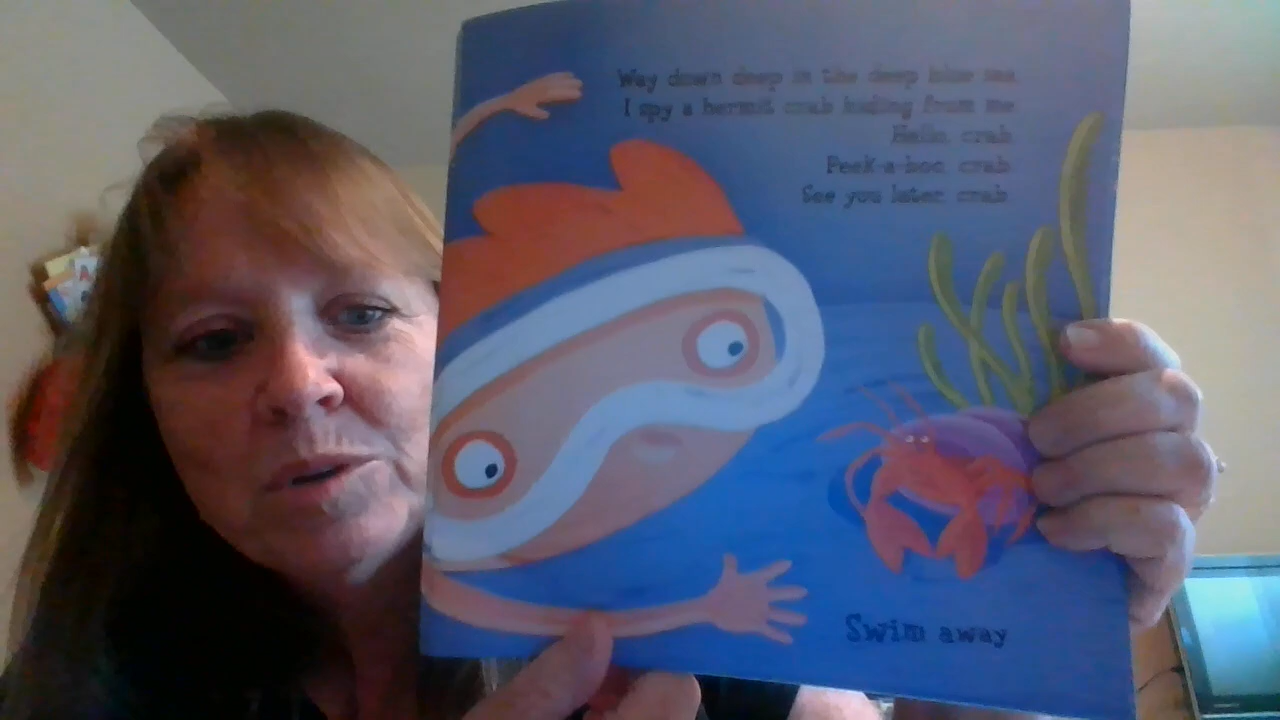 Way down deep in the deep blue sea
I spy a hermit crab hiding from me
Hello, crab.
Peek-a-boo, crab.
See you later, crab.
Swim away